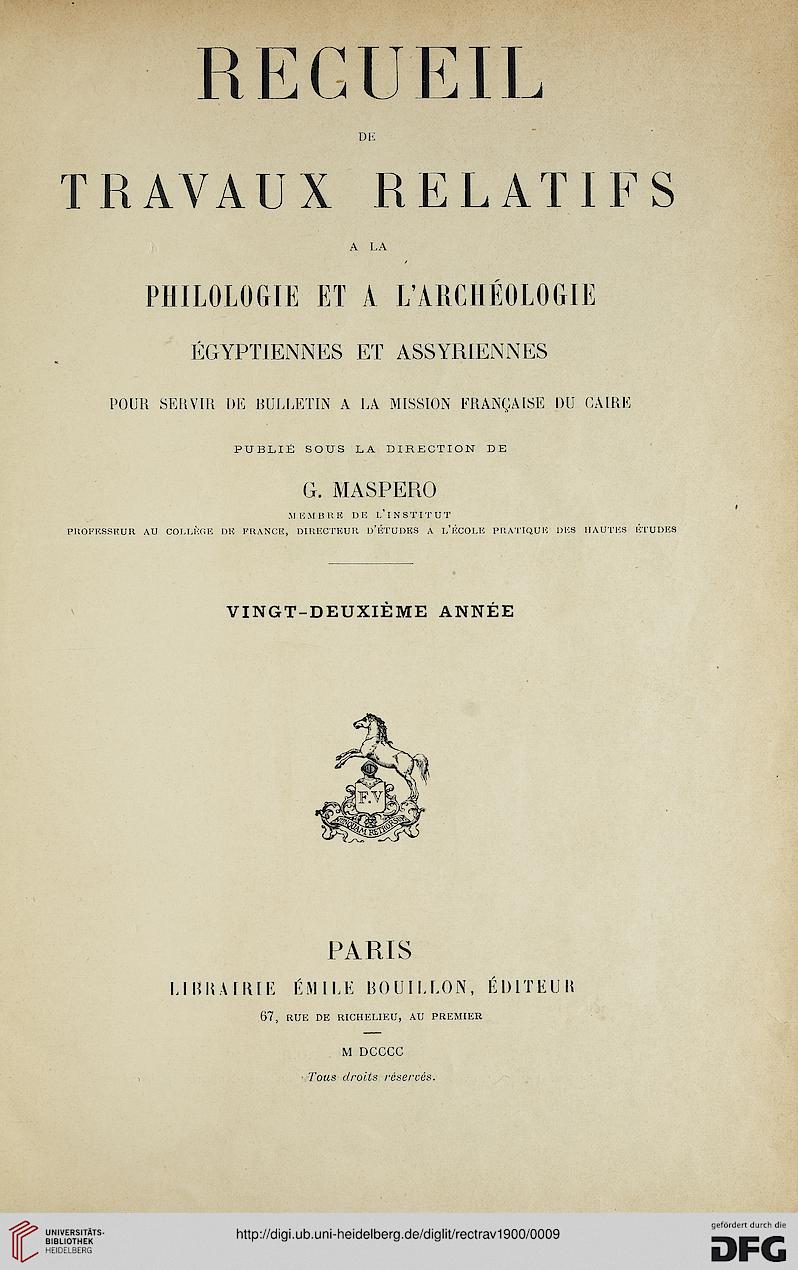 RECUEIL
DE
TRAVAUX RELATIFS
A LA
PHILOLOGIE ET A L'ARCHÉOLOGIE
ÉGYPTIENNES ET ASSYRIENNES
POUR SERVIR DE BULLETIN A LA MISSION FRANÇAISE DU CAIRE
PUBLIÉ SOUS LA DIRECTION DE
G. MASPERO
MEMBRE DE L'INSTITUT
PROFESSEUR AU COLLÈGE DE FRANCE, DIRECTEUR D'ÉTUDES A L'ÉCOLE PRATIQUE DES HAUTES ÉTUDES
VINGT-DEUXIÈME ANNÉE
F.V
PARIS
LIBRAIRIE ÉMILE BOUILLON, ÉDITEUR
67, RUE DE RICHELIEU, AU PREMIER
M DCCCC
Tous droits réservés.
UNIVERSITÄTS-
BIBLIOTHEK
HEIDELBERG
http://digi.ub.uni-heidelberg.de/diglit/rectrav1900/0009
gefördert durch die
DFG